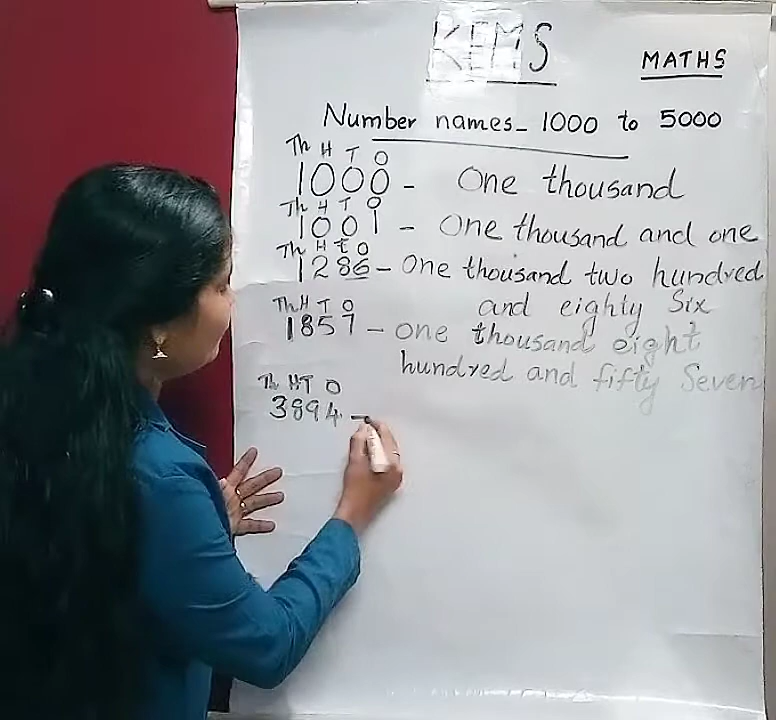 KEMS
MATHS
Number names - 1000 to 5000
Th H T O
1000 - One thousand
Th H T O
1001 - One thousand and one
Th H T O
1286 - One thousand two hundred
and eighty Six
Th H T O
1857 - one thousand eight
hundred and fifty Seven
Th H T O
3894 -